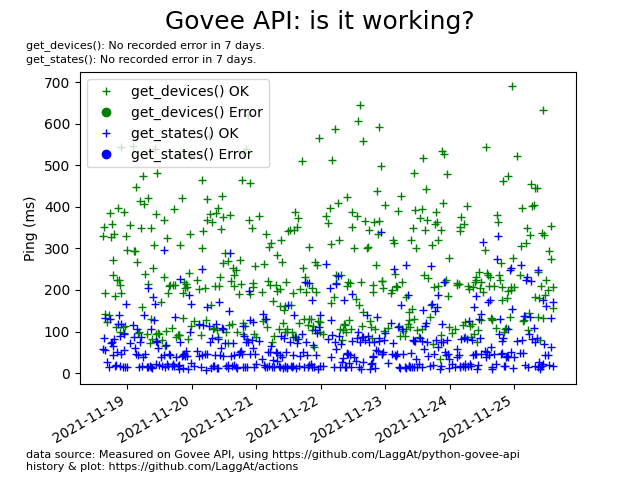 Govee API: is it working?
get_devices(): No recorded error in 7 days.
get_states(): No recorded error in 7 days.
700
600
500
400
300
200
100
0
Ping (ms)
get_devices() OK
get_devices() Error
get_states() OK
get_states() Error
2021-11-19
2021-11-20
2021-11-21
2021-11-22
2021-11-23
2021-11-24
2021-11-25
data source: Measured on Govee API, using https://github.com/LaggAt/python-govee-api
history & plot: https://github.com/LaggAt/actions